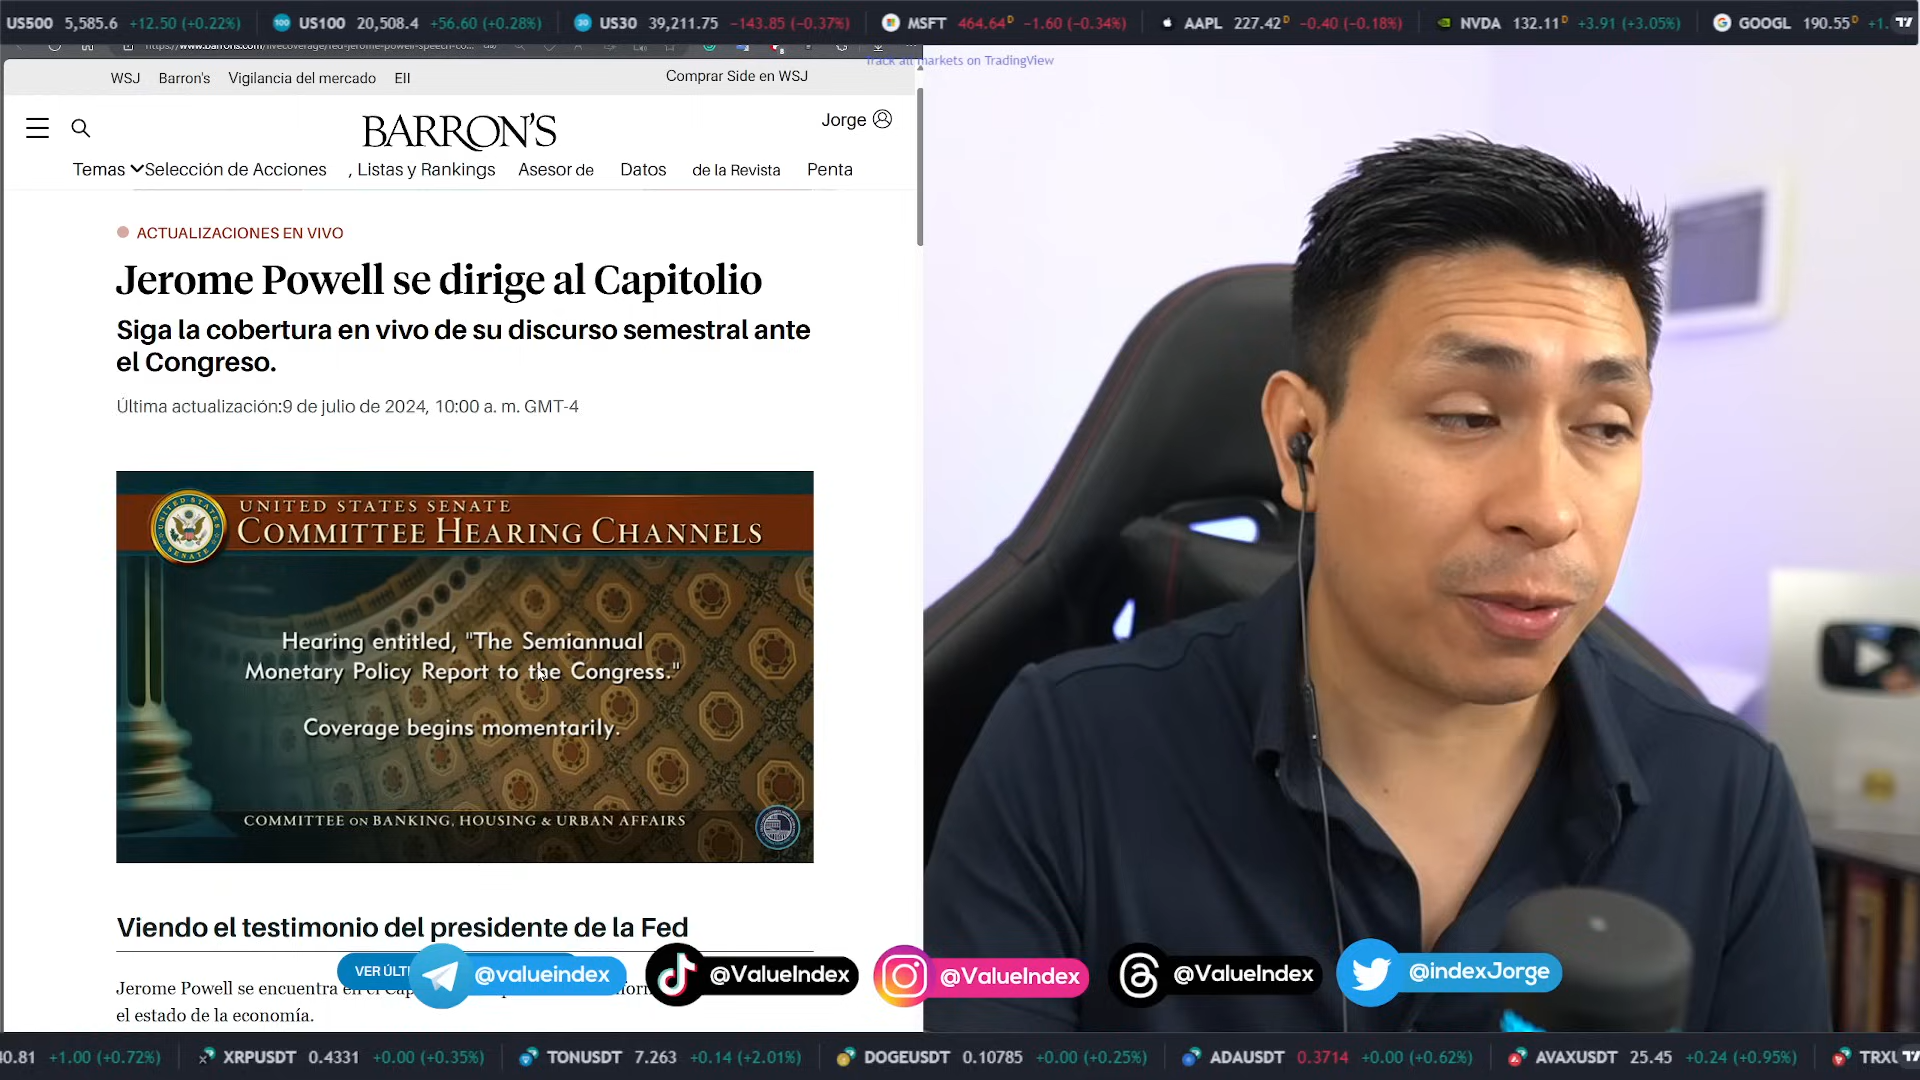 US500 5,585.6 +12.50 (+0.22%) US100 20,508.4 +56.60 (+0.28%) US30 39,211.75 −143.85 (−0.37%) MSFT 464.64 D −1.60 (−0.34%) AAPL 227.42 D −0.40 (−0.18%) NVDA 132.11 D +3.91 (+3.05%) GOOGL 190.55 D +1.
Track all markets on TradingView
WSJ Barron's Vigilancia del mercado EII Comprar Side en WSJ
BARRON'S
Jorge
Temas Selección de Acciones , Listas y Rankings Asesor de Datos de la Revista Penta
ACTUALIZACIONES EN VIVO
Jerome Powell se dirige al Capitolio
Siga la cobertura en vivo de su discurso semestral ante
el Congreso.
Última actualización:9 de julio de 2024, 10:00 a. m. GMT-4
UNITED STATES SENATE
COMMITTEE HEARING CHANNELS
Hearing entitled, "The Semiannual
Monetary Policy Report to the Congress."
Coverage begins momentarily.
COMMITTEE ON BANKING, HOUSING & URBAN AFFAIRS
Viendo el testimonio del presidente de la Fed
VER ÚLTI
@valueindex @ValueIndex @ValueIndex @ValueIndex @indexJorge
Jerome Powell se encuentra en el
el estado de la economía.
40.81 +1.00 (+0.72%) XRPUSDT 0.4331 +0.00 (+0.35%) TONUSDT 7.263 +0.14 (+2.01%) DOGEUSDT 0.10785 +0.00 (+0.25%) ADAUSDT 0.3714 +0.00 (+0.62%) AVAXUSDT 25.45 +0.24 (+0.95%) TRXU